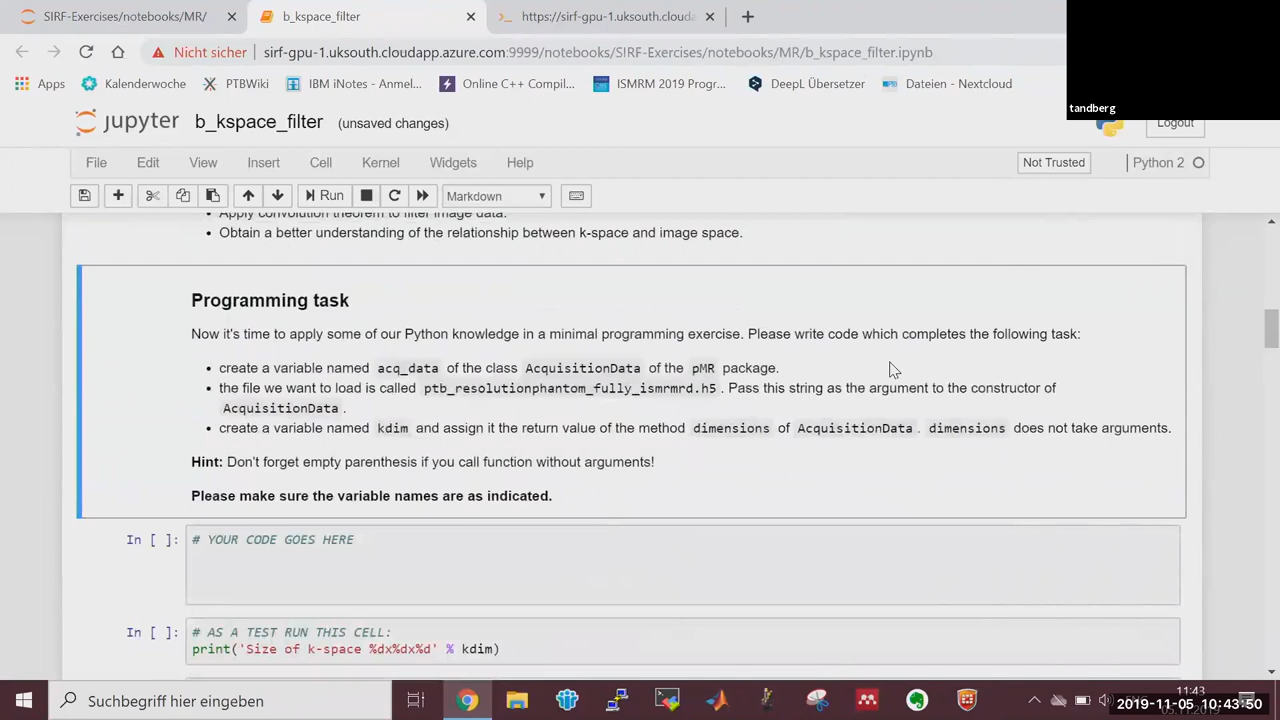 SIRF-Exercises/notebooks/MR/
b_kspace_filter
https://sirf-gpu-1.uksouth.clouda
Nicht sicher
sirf-gpu-1.uksouth.cloudapp.azure.com:9999/notebooks/SIRF-Exercises/notebooks/MR/b_kspace_filter.ipynb
Apps
Kalenderwoche
PTBWiki
IBM iNotes - Anmel...
Online C++ Compil...
ISMRM 2019 Progr...
DeepL Übersetzer
Dateien - Nextcloud
tandberg
jupyter
b_kspace_filter (unsaved changes)
Logout
File Edit View Insert Cell Kernel Widgets Help
Not Trusted
Python 2
Run
Markdown
• Apply convolution theorem to filter image data.
• Obtain a better understanding of the relationship between k-space and image space.
Programming task
Now it's time to apply some of our Python knowledge in a minimal programming exercise. Please write code which completes the following task:
• create a variable named acq_data of the class AcquisitionData of the pMR package.
• the file we want to load is called ptb_resolutionphantom_fully_ismrmrd.h5. Pass this string as the argument to the constructor of
AcquisitionData.
• create a variable named kdim and assign it the return value of the method dimensions of AcquisitionData. dimensions does not take arguments.
Hint: Don't forget empty parenthesis if you call function without arguments!
Please make sure the variable names are as indicated.
In [ ]: # YOUR CODE GOES HERE
In [ ]: # AS A TEST RUN THIS CELL:
print('Size of k-space %dx%dx%d' % kdim)
Suchbegriff hier eingeben
ENG
11:43
2019-11-05 10:43:50